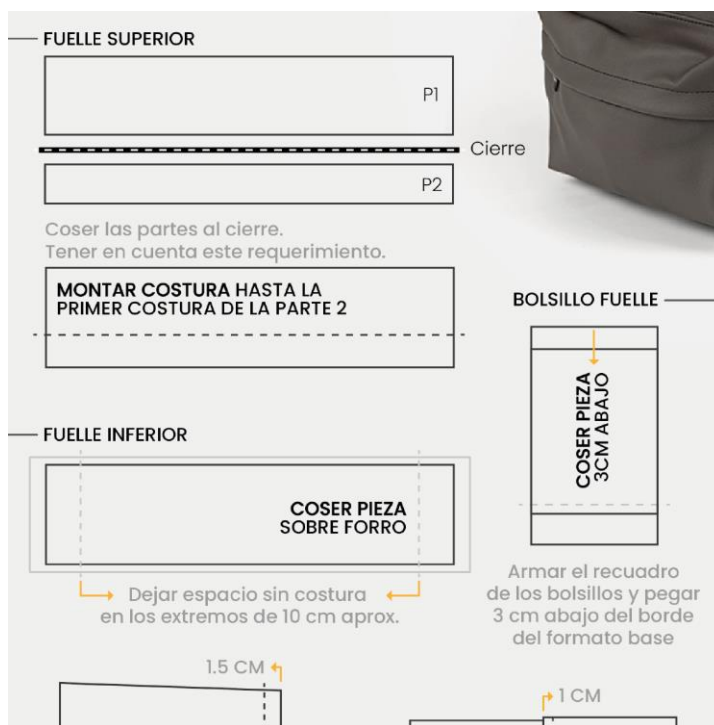 FUELLE SUPERIOR
P1
Cierre
P2
Coser las partes al cierre.
Tener en cuenta este requerimiento.
MONTAR COSTURA HASTA LA
PRIMER COSTURA DE LA PARTE 2
BOLSILLO FUELLE
COSER PIEZA
3CM ABAJO
FUELLE INFERIOR
COSER PIEZA
SOBRE FORRO
Dejar espacio sin costura
en los extremos de 10 cm aprox.
Armar el recuadro
de los bolsillos y pegar
3 cm abajo del borde
del formato base
1.5 CM
1 CM